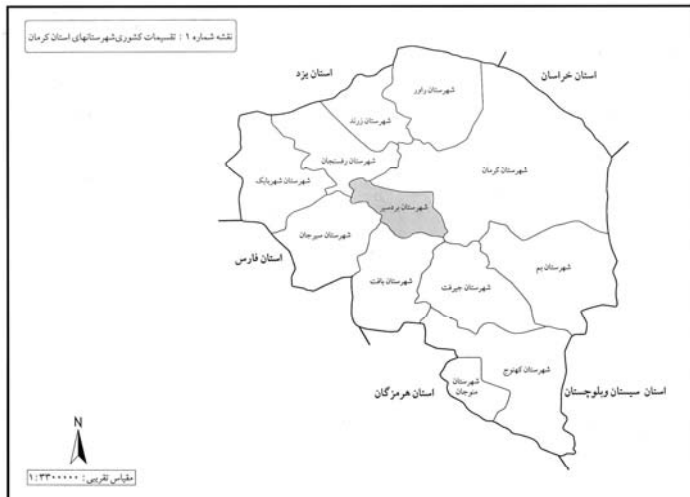 نقشه شماره ۱ : تقسیمات کشوری شهرستانهای استان کرمان
استان یزد
استان خراسان
شهرستان راور
شهرستان زرند
شهرستان رفسنجان
شهرستان کرمان
شهرستان شهربابک
شهرستان بردسیر
شهرستان سیرجان
استان فارس
شهرستان بم
شهرستان بافت
شهرستان جیرفت
شهرستان کهنوج
شهرستان
منوجان
استان هرمزگان
استان سیستان وبلوچستان
N
مقیاس تقریبی : ۱:۳۳۰۰۰۰۰